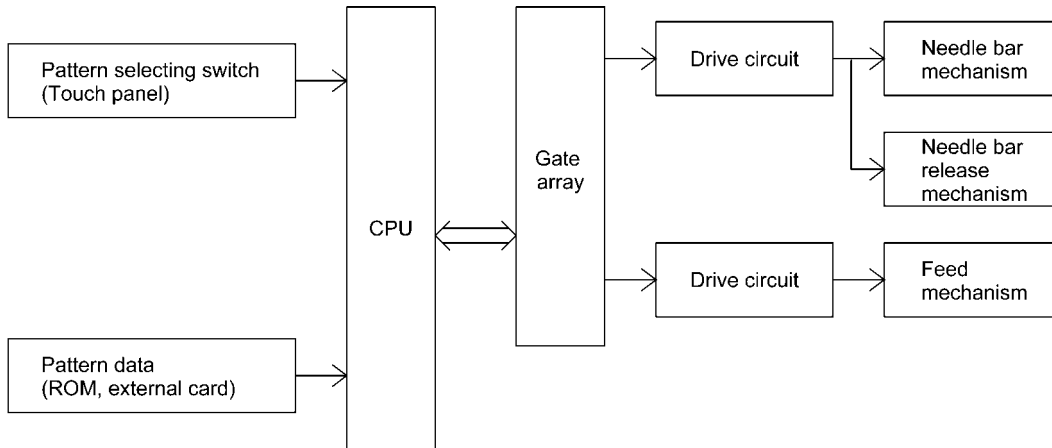 Pattern selecting switch
(Touch panel)
Pattern data
(ROM, external card)
CPU
Gate
array
Drive circuit
Needle bar
mechanism
Needle bar
release
mechanism
Drive circuit
Feed
mechanism